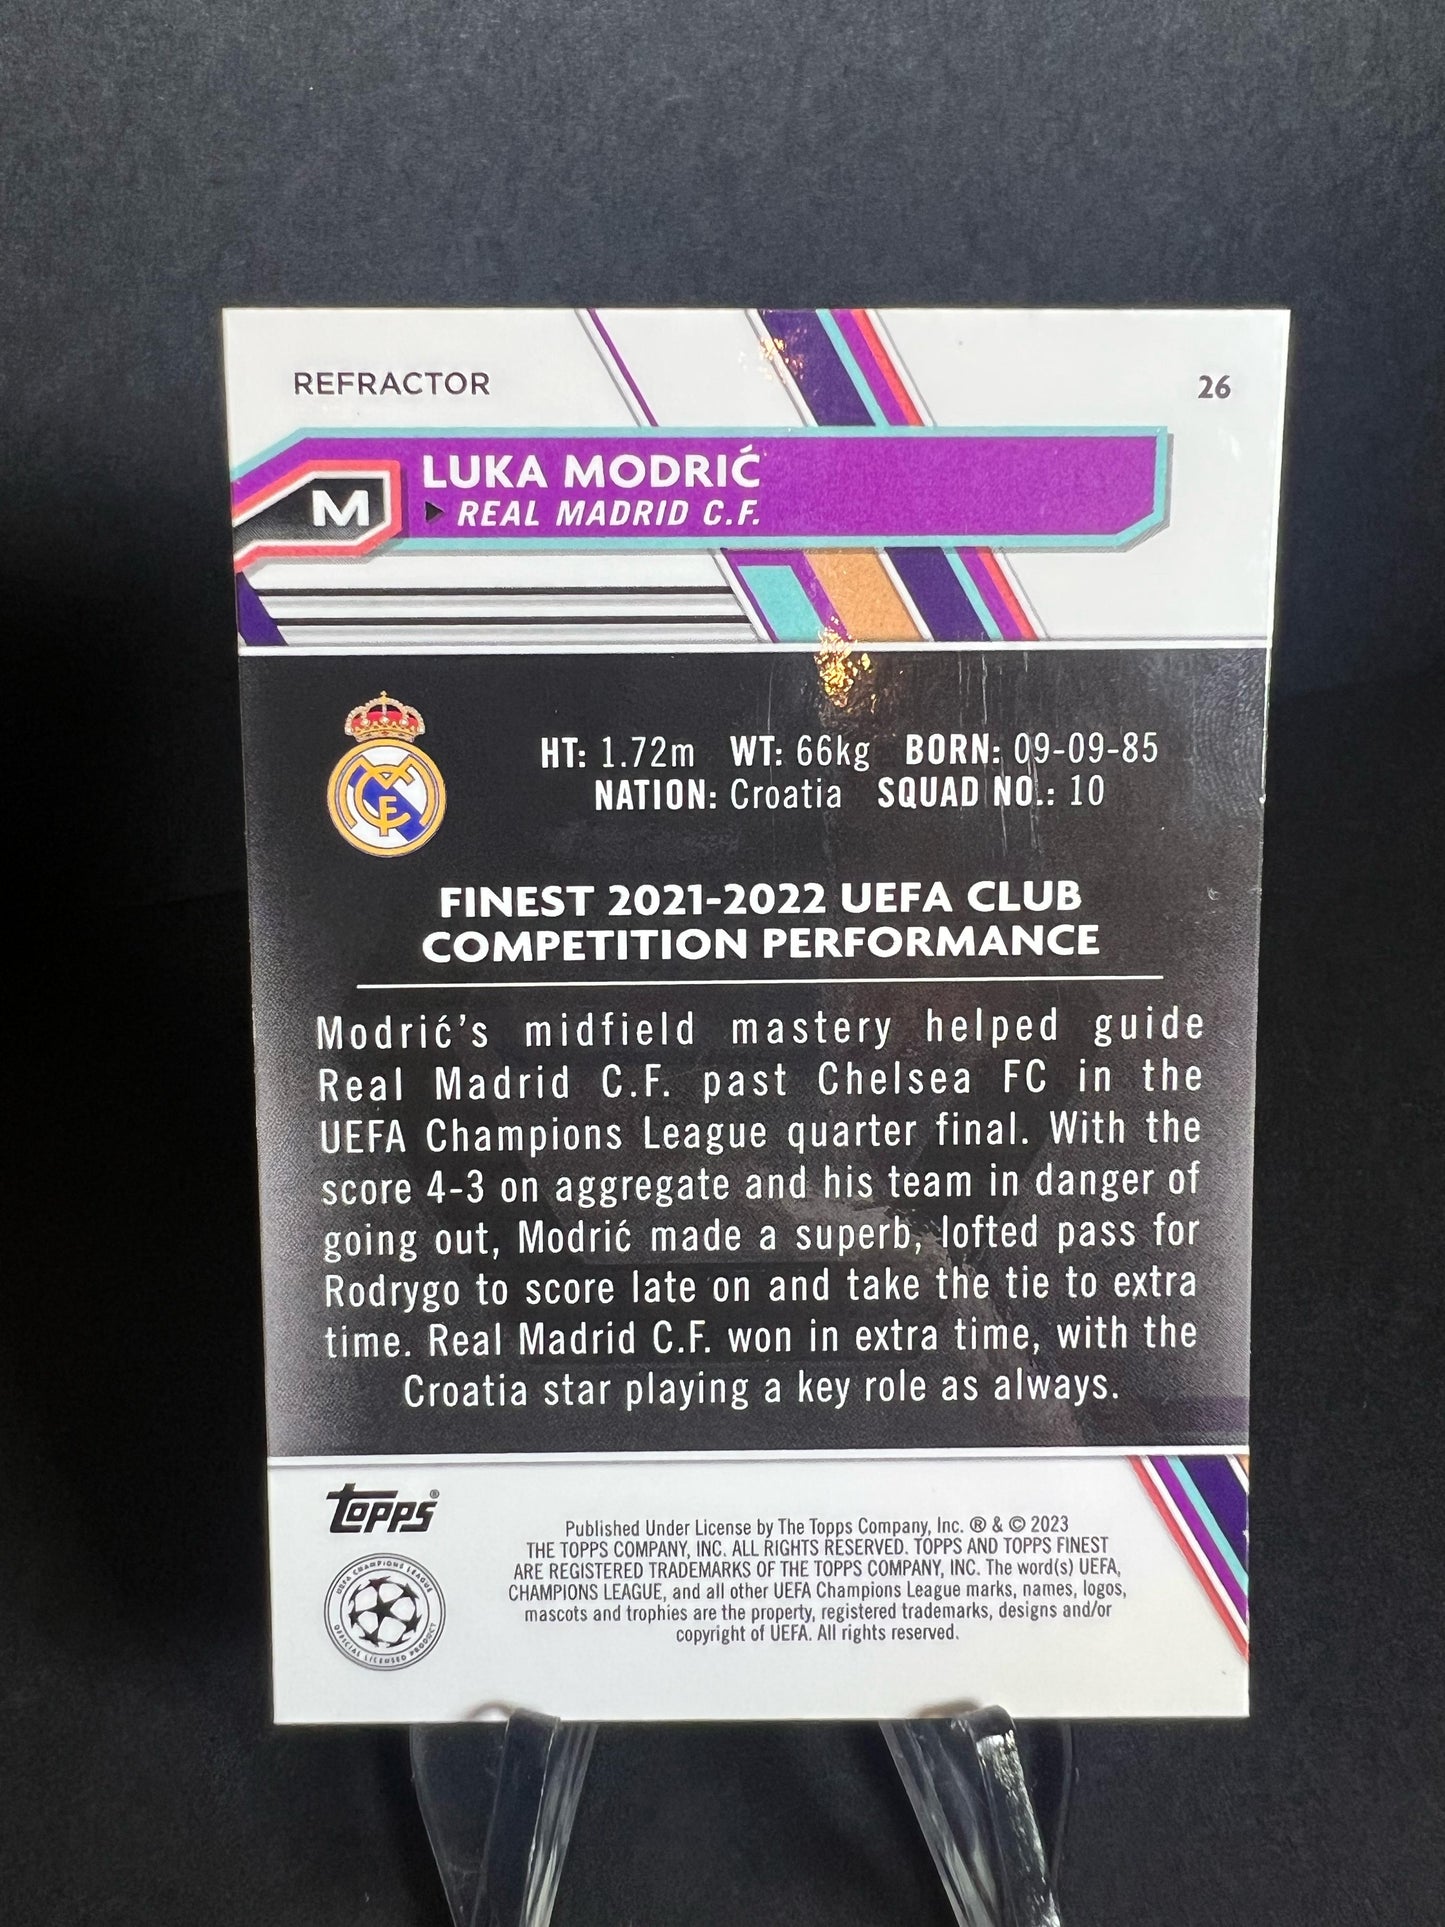 REFRACTOR
26
LUKA MODRIĆ
M
REAL MADRID C.F.
HT: 1.72m WT: 66kg BORN: 09-09-85
NATION: Croatia SQUAD NO.: 10
FINEST 2021-2022 UEFA CLUB
COMPETITION PERFORMANCE
Modrić’s midfield mastery helped guide
Real Madrid C.F. past Chelsea FC in the
UEFA Champions League quarter final. With the
score 4-3 on aggregate and his team in danger of
going out, Modrić made a superb, lofted pass for
Rodrygo to score late on and take the tie to extra
time. Real Madrid C.F. won in extra time, with the
Croatia star playing a key role as always.
Topps®
UEFA CHAMPIONS LEAGUE
OFFICIAL LICENSED PRODUCT
Published Under License by The Topps Company, Inc. ® & © 2023
THE TOPPS COMPANY, INC. ALL RIGHTS RESERVED. TOPPS AND TOPPS FINEST
ARE REGISTERED TRADEMARKS OF THE TOPPS COMPANY, INC. The word(s) UEFA,
CHAMPIONS LEAGUE, and all other UEFA Champions League marks, names, logos,
mascots and trophies are the property, registered trademarks, designs and/or
copyright of UEFA. All rights reserved.